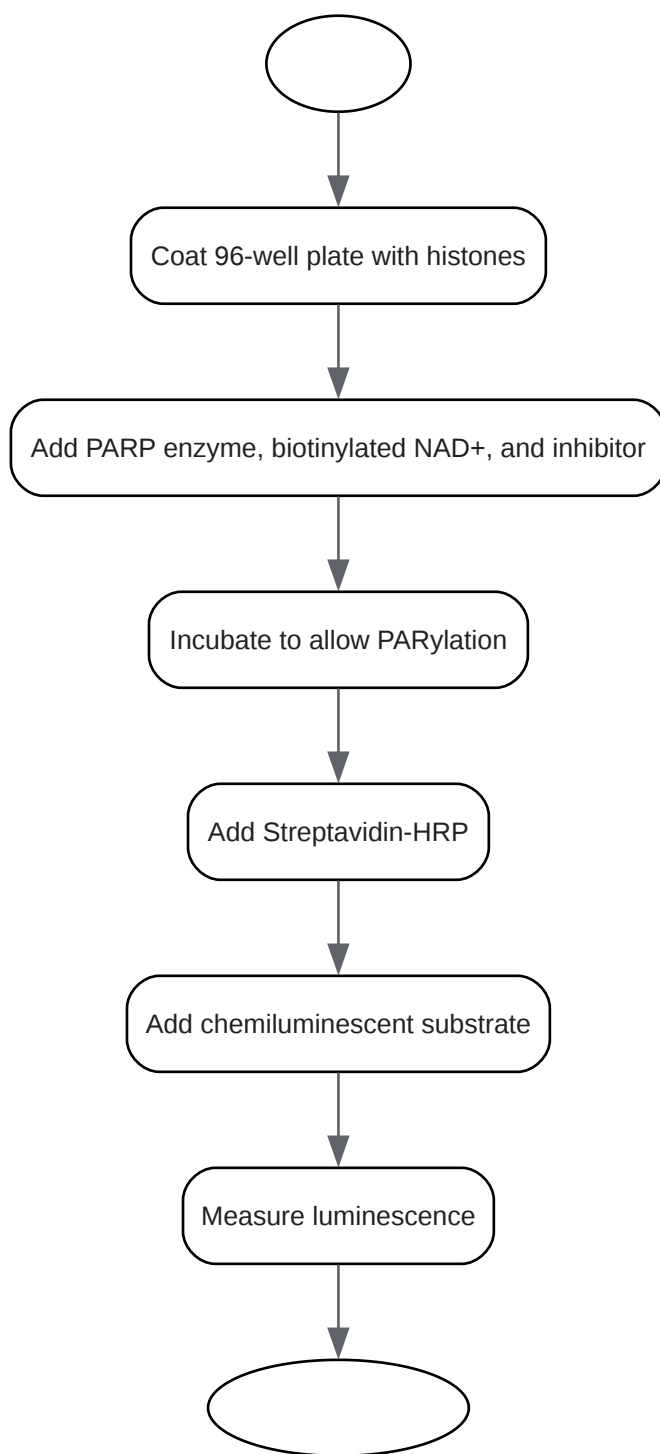 Coat 96-well plate with histones
Add PARP enzyme, biotinylated NAD+, and inhibitor
Incubate to allow PARylation
Add Streptavidin-HRP
Add chemiluminescent substrate
Measure luminescence